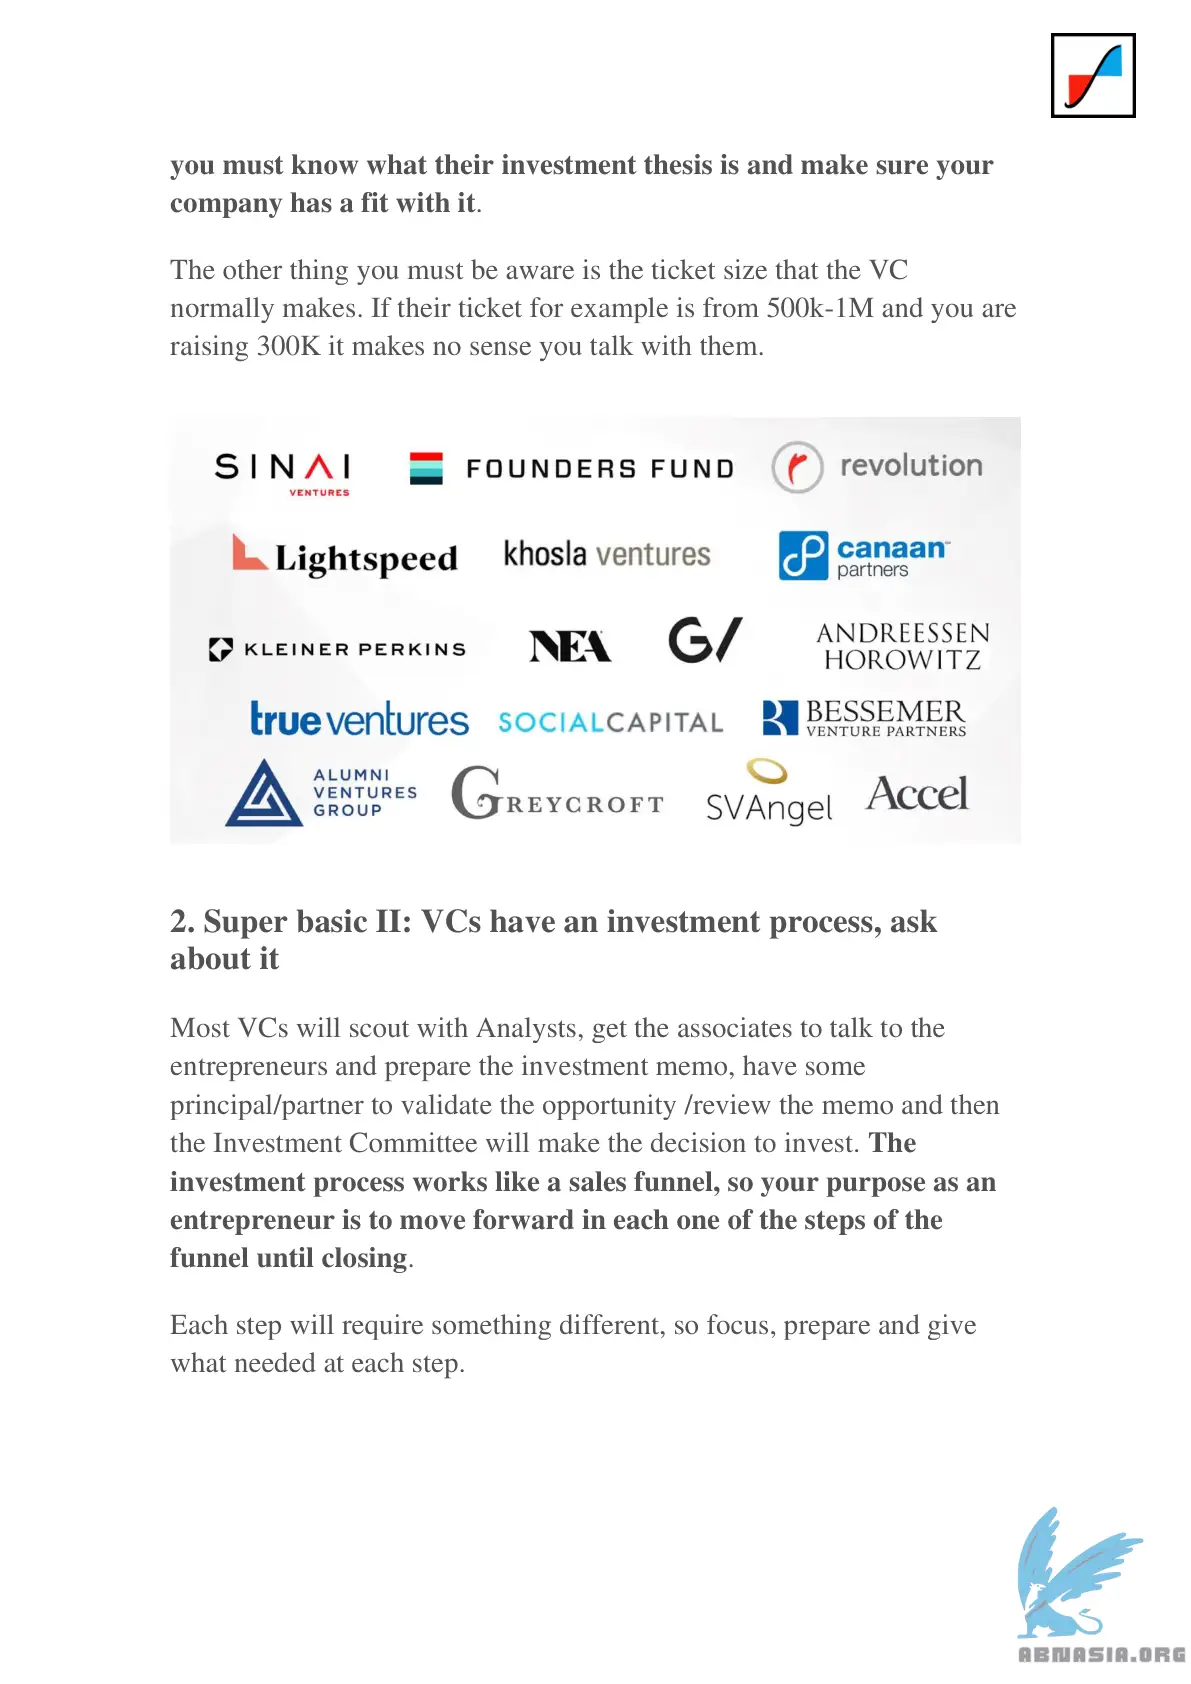 you must know what their investment thesis is and make sure your
company has a fit with it.
The other thing you must be aware is the ticket size that the VC
normally makes. If their ticket for example is from 500k-1M and you are
raising 300K it makes no sense you talk with them.
SINAI VENTURES
FOUNDERS FUND
revolution
Lightspeed
khosla ventures
canaan partners
KLEINER PERKINS
NEA
GV
ANDREESSEN HOROWITZ
true ventures
SOCIALCAPITAL
BESSEMER VENTURE PARTNERS
ALUMNI VENTURES GROUP
GREYCROFT
SVAngel
Accel
2. Super basic II: VCs have an investment process, ask
about it
Most VCs will scout with Analysts, get the associates to talk to the
entrepreneurs and prepare the investment memo, have some
principal/partner to validate the opportunity /review the memo and then
the Investment Committee will make the decision to invest. The
investment process works like a sales funnel, so your purpose as an
entrepreneur is to move forward in each one of the steps of the
funnel until closing.
Each step will require something different, so focus, prepare and give
what needed at each step.
ABNASIA.ORG